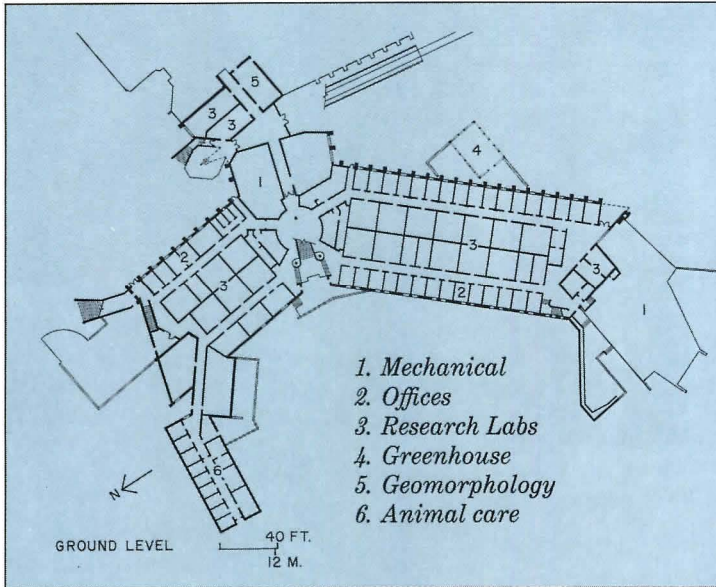 5
3
3
4
1
2
3
3
3
1
2
6
1. Mechanical
2. Offices
3. Research Labs
4. Greenhouse
5. Geomorphology
6. Animal care
N
GROUND LEVEL
40 FT.
12 M.